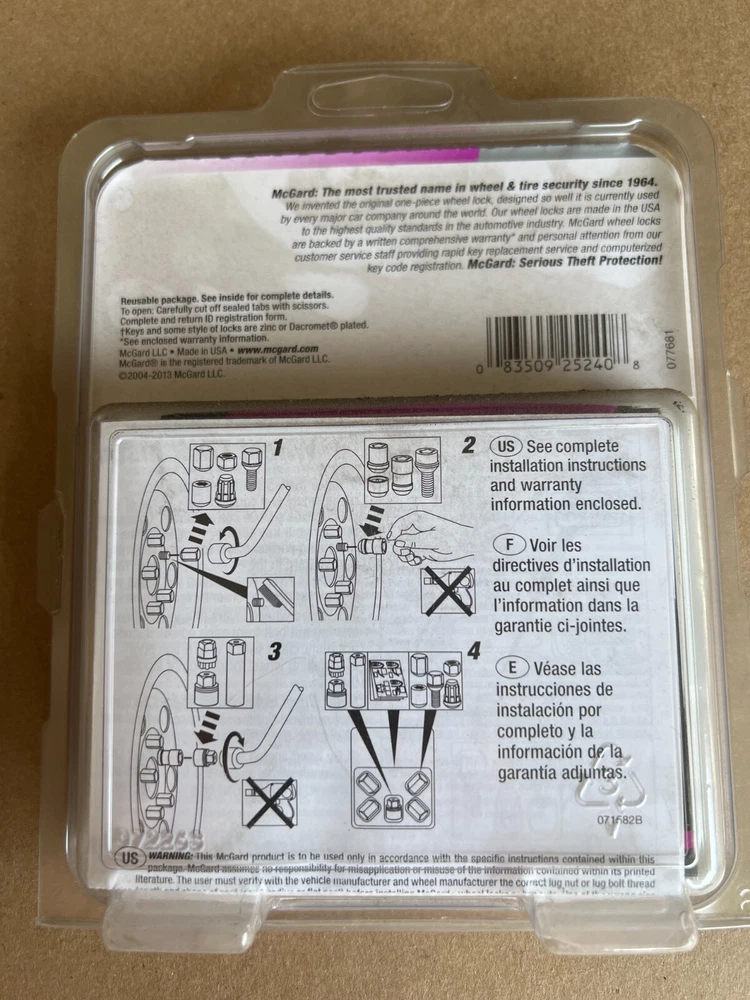 McGard: The most trusted name in wheel & tire security since 1964.
We invented the original one-piece wheel lock, designed so well it is currently used
by every major car company around the world. Our wheel locks are made in the USA
to the highest quality standards in the automotive industry. McGard wheel locks
are backed by a written comprehensive warranty* and personal attention from our
customer service staff providing rapid key replacement service and computerized
key code registration. McGard: Serious Theft Protection!
Reusable package. See inside for complete details.
To open: Carefully cut off sealed tabs with scissors.
Complete and return ID registration form.
†Keys and some style of locks are zinc or Dacromet® plated.
*See enclosed warranty information.
McGard LLC • Made in USA • www.mcgard.com
McGard® is the registered trademark of McGard LLC.
©2004-2013 McGard LLC.
0 83509 25240 8
077681
1
2
3
4
US See complete
installation instructions
and warranty
information enclosed.
F Voir les
directives d'installation
au complet ainsi que
l'information dans la
garantie ci-jointes.
E Véase las
instrucciones de
instalación por
completo y la
información de la
garantía adjuntas.
071582B
US WARNING: This McGard product is to be used only in accordance with the specific instructions contained within this
package. McGard assumes no responsibility for misapplication or misuse of the information contained within its printed
literature. The user must verify with the vehicle manufacturer and wheel manufacturer the correct lug nut or lug bolt thread